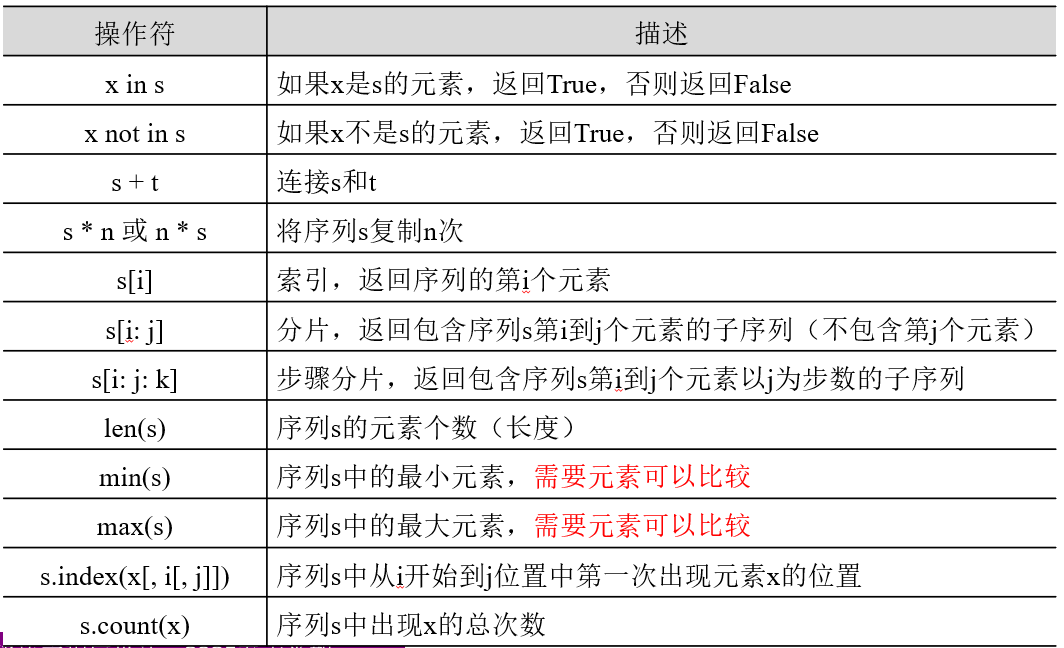 操作符 描述
x in s 如果x是s的元素，返回True，否则返回False
x not in s 如果x不是s的元素，返回True，否则返回False
s + t 连接s和t
s * n 或 n * s 将序列s复制n次
s[i] 索引，返回序列的第i个元素
s[i: j] 分片，返回包含序列s第i到j个元素的子序列（不包含第j个元素）
s[i: j: k] 步骤分片，返回包含序列s第i到j个元素以j为步数的子序列
len(s) 序列s的元素个数（长度）
min(s) 序列s中的最小元素，需要元素可以比较
max(s) 序列s中的最大元素，需要元素可以比较
s.index(x[, i[, j]]) 序列s中从i开始到j位置中第一次出现元素x的位置
s.count(x) 序列s中出现x的总次数